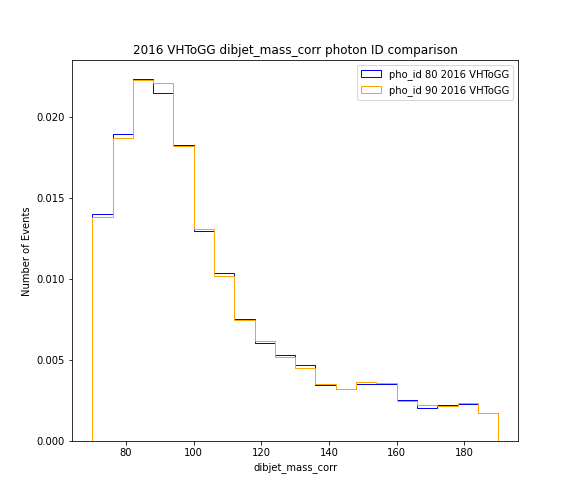 2016 VHToGG dibjet_mass_corr photon ID comparison
pho_id 80 2016 VHToGG
pho_id 90 2016 VHToGG
Number of Events
0.020
0.015
0.010
0.005
0.000
80 100 120 140 160 180
dibjet_mass_corr